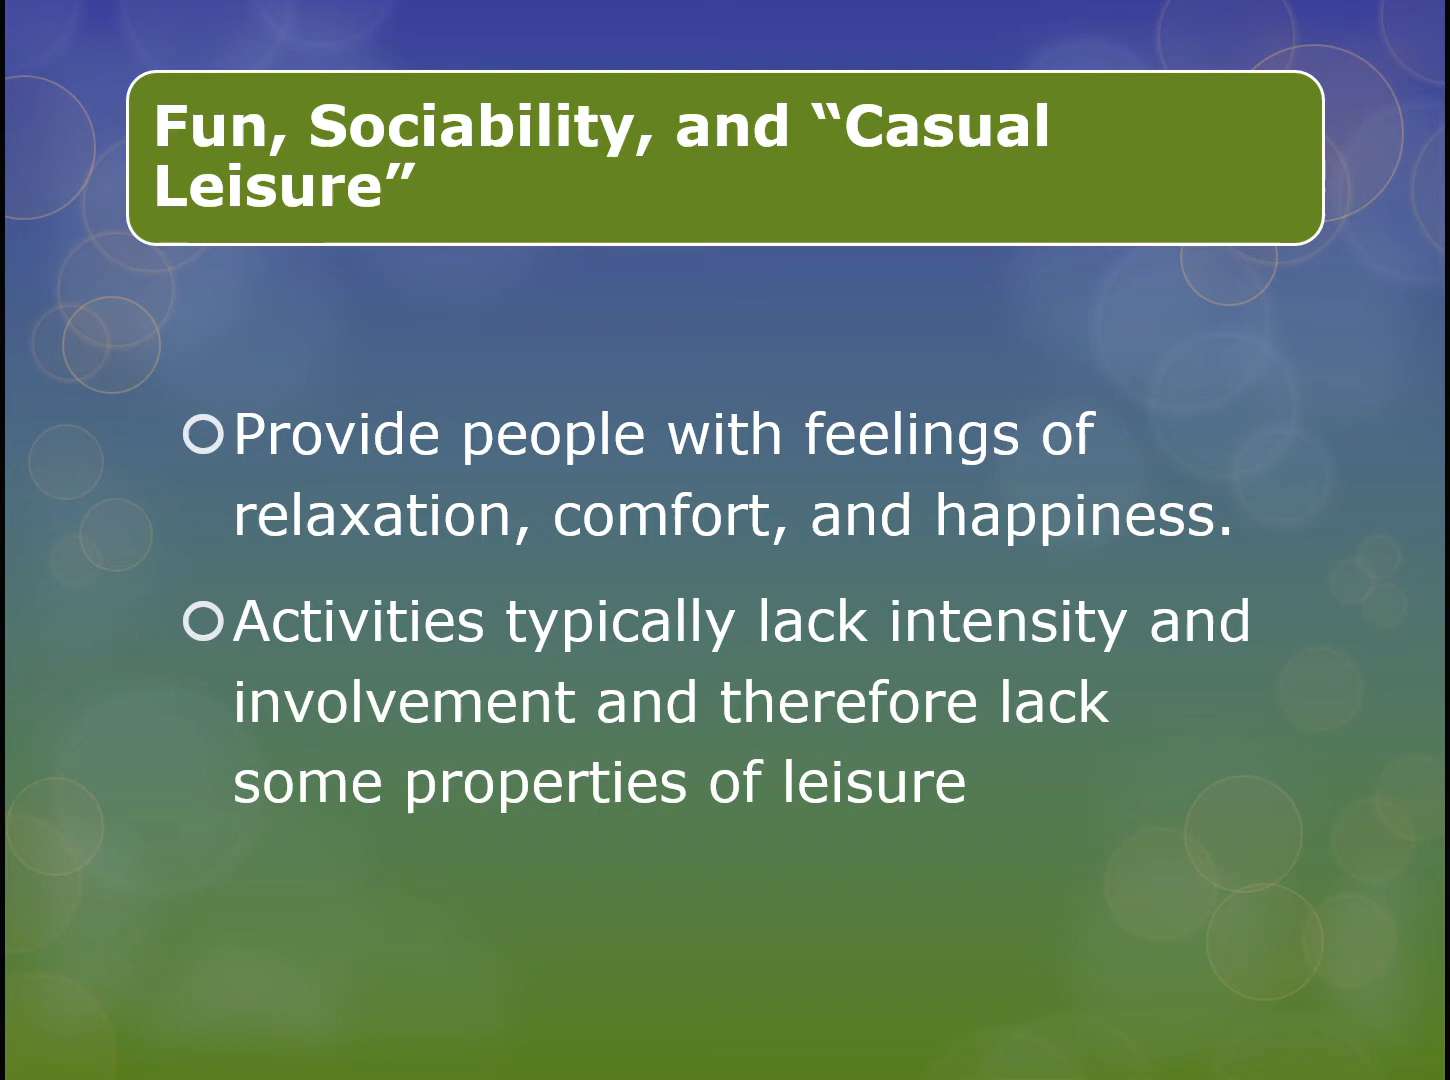 Fun, Sociability, and “Casual
Leisure”
Provide people with feelings of
relaxation, comfort, and happiness.
Activities typically lack intensity and
involvement and therefore lack
some properties of leisure